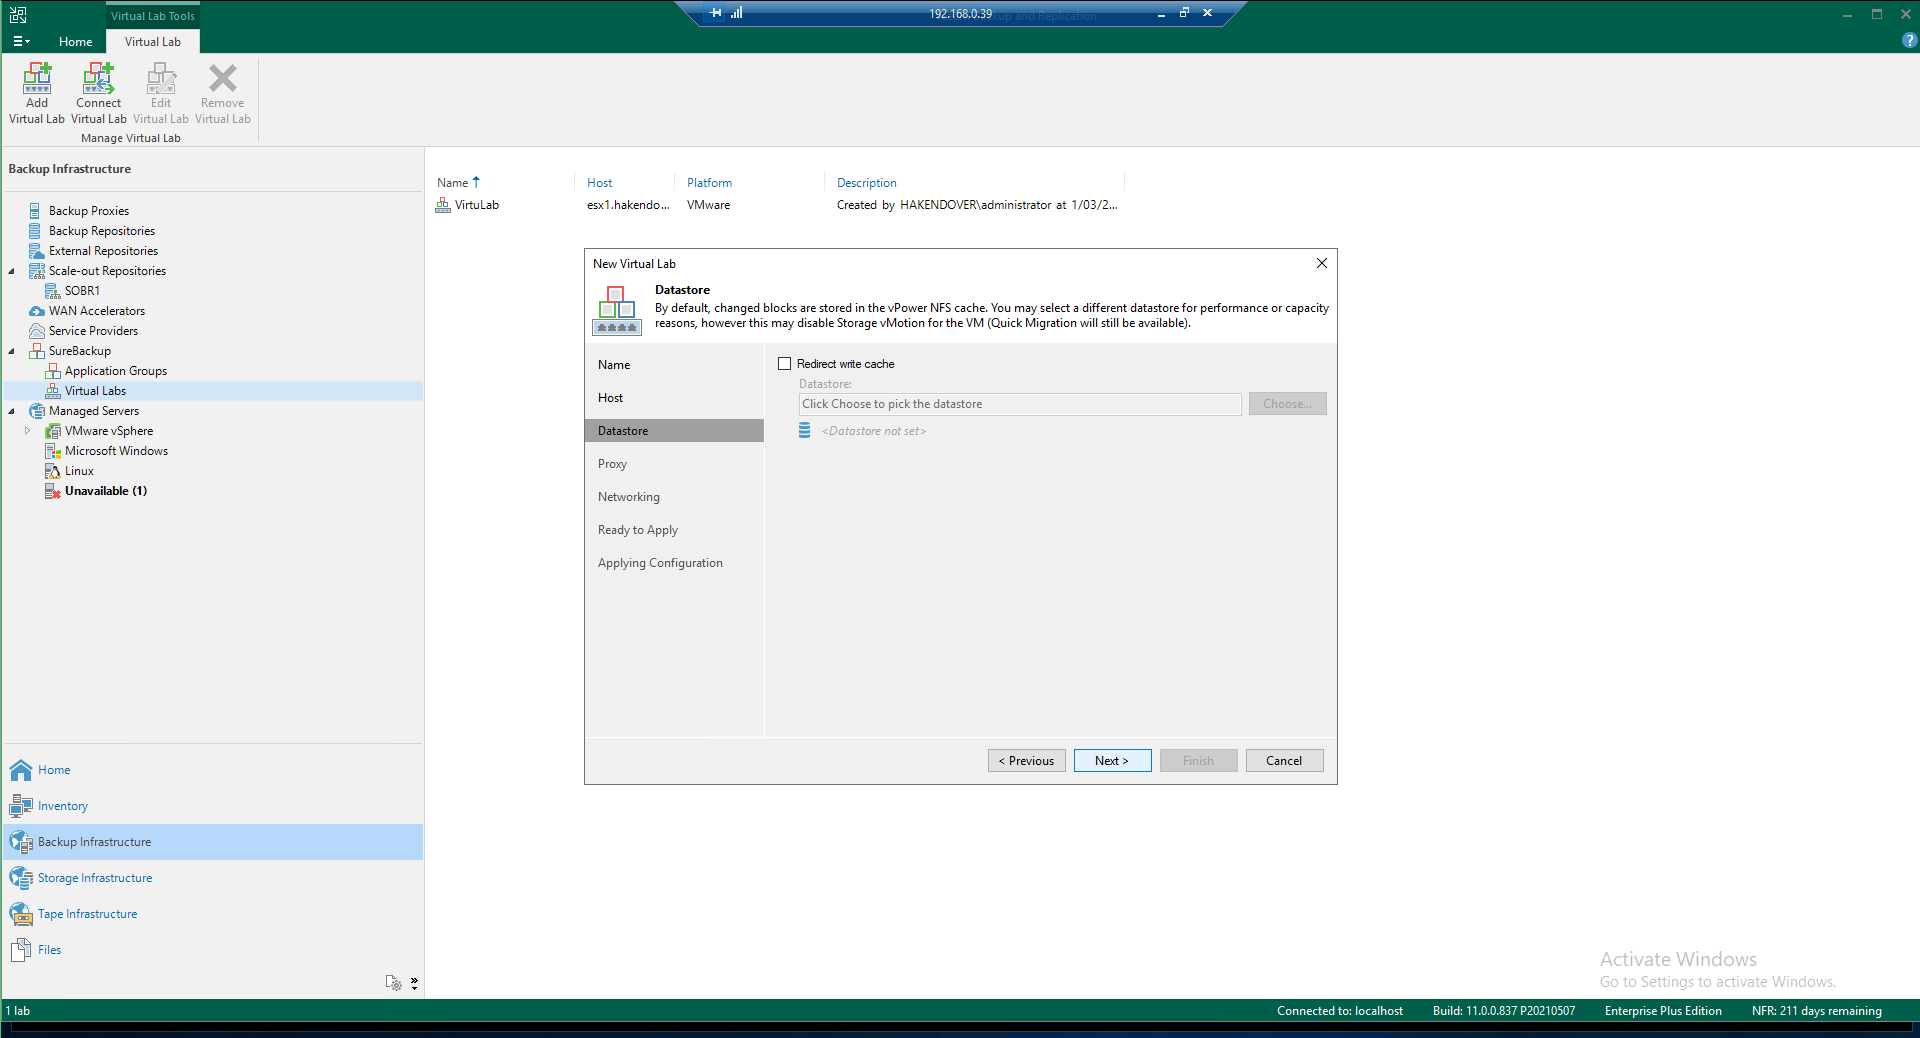 Virtual Lab Tools
192.168.0.39
up and Replication
Home
Virtual Lab
Add
Virtual Lab
Connect
Virtual Lab
Edit
Virtual Lab
Remove
Virtual Lab
Manage Virtual Lab
Backup Infrastructure
Backup Proxies
Backup Repositories
External Repositories
Scale-out Repositories
SOBR1
WAN Accelerators
Service Providers
SureBackup
Application Groups
Virtual Labs
Managed Servers
VMware vSphere
Microsoft Windows
Linux
Unavailable (1)
Home
Inventory
Backup Infrastructure
Storage Infrastructure
Tape Infrastructure
Files
Name Host Platform Description
VirtuLab esx1.hakendo... VMware Created by HAKENDOVER\administrator at 1/03/2...
New Virtual Lab
Datastore
By default, changed blocks are stored in the vPower NFS cache. You may select a different datastore for performance or capacity
reasons, however this may disable Storage vMotion for the VM (Quick Migration will still be available).
Name
Host
Datastore
Proxy
Networking
Ready to Apply
Applying Configuration
Redirect write cache
Datastore:
Click Choose to pick the datastore
Choose...
<Datastore not set>
< Previous
Next >
Finish
Cancel
Activate Windows
Go to Settings to activate Windows.
1 lab
Connected to: localhost
Build: 11.0.0.837 P20210507
Enterprise Plus Edition
NFR: 211 days remaining